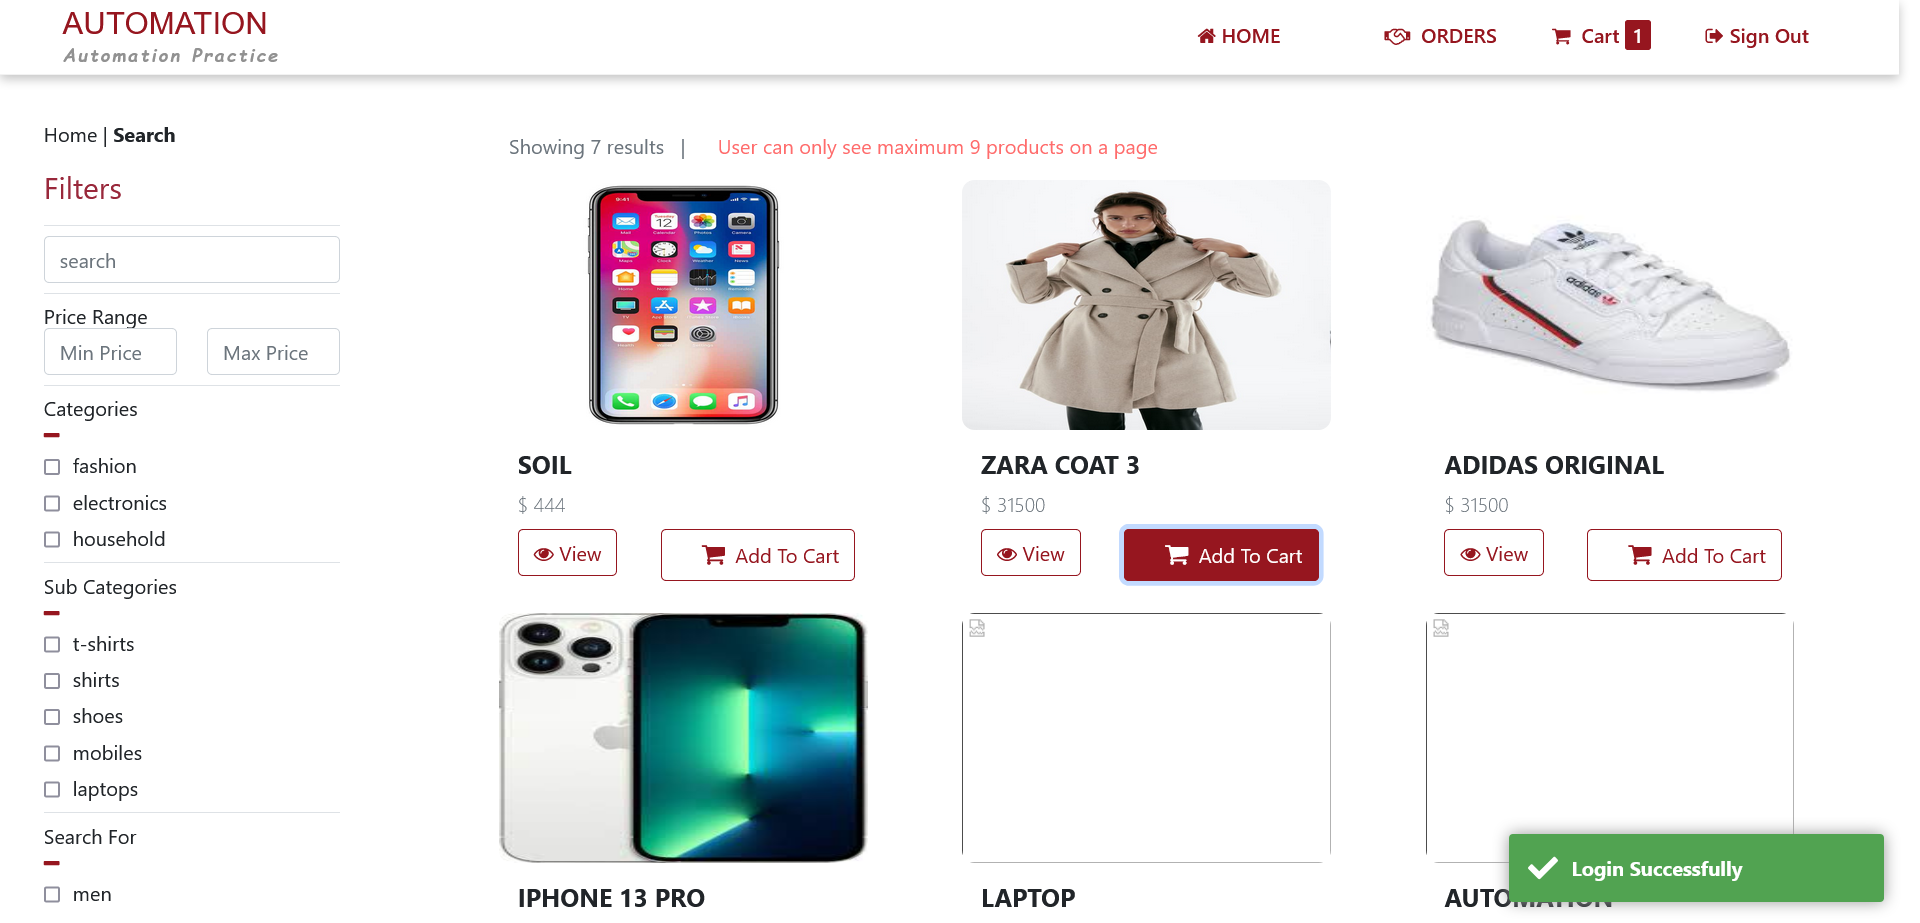 AUTOMATION
Automation Practice
HOME
ORDERS
Cart 1
Sign Out
Home | Search
Filters
search
Price Range
Min Price
Max Price
Categories
fashion
electronics
household
Sub Categories
t-shirts
shirts
shoes
mobiles
laptops
Search For
men
Showing 7 results |
User can only see maximum 9 products on a page
SOIL
$ 444
View
Add To Cart
ZARA COAT 3
$ 31500
View
Add To Cart
ADIDAS ORIGINAL
$ 31500
View
Add To Cart
adidas
9:41
IPHONE 13 PRO
LAPTOP
Login Successfully